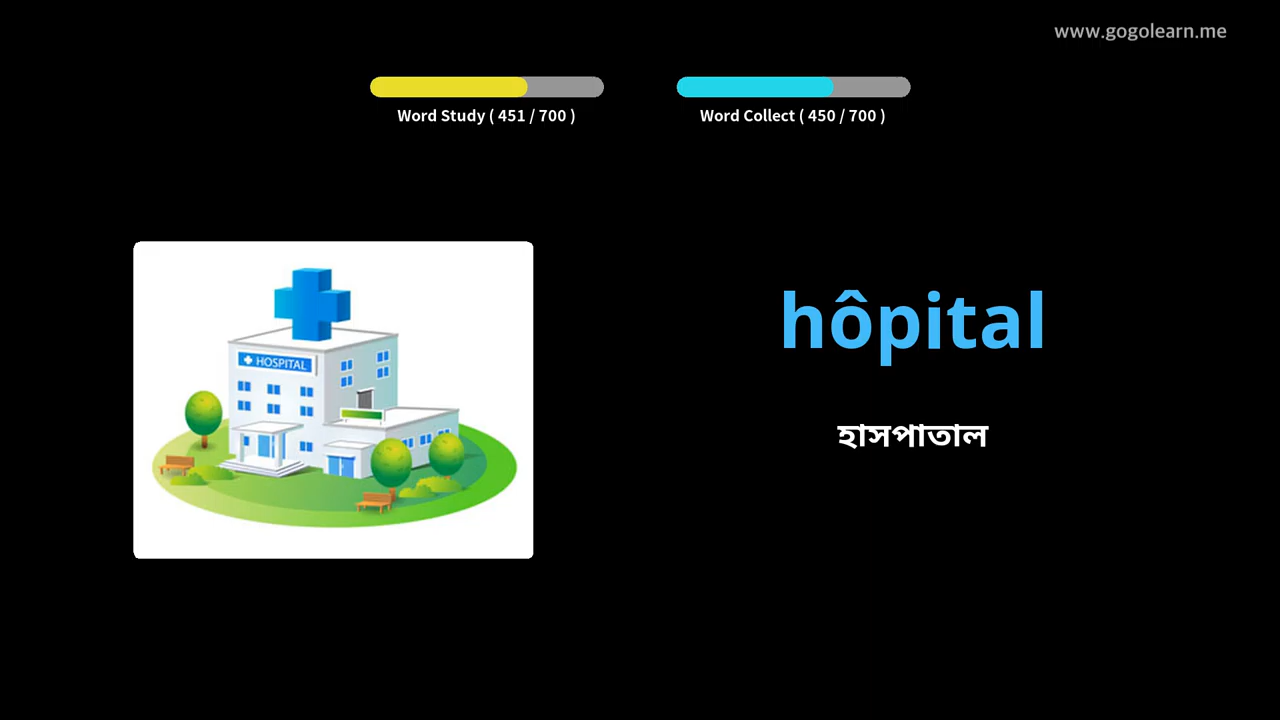 www.gogolearn.me
Word Study ( 451 / 700 )
Word Collect ( 450 / 700 )
HOSPITAL
hôpital
হাসপাতাল